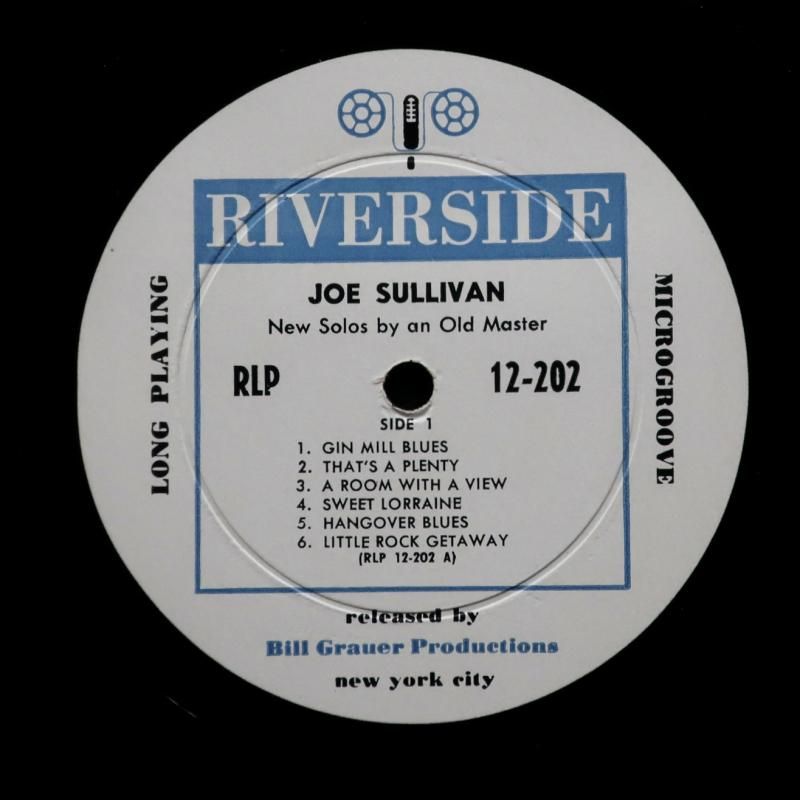 RIVERSIDE
JOE SULLIVAN
New Solos by an Old Master
LONG PLAYING
RLP 12-202
MICROGROOVE
SIDE 1
1. GIN MILL BLUES
2. THAT'S A PLENTY
3. A ROOM WITH A VIEW
4. SWEET LORRAINE
5. HANGOVER BLUES
6. LITTLE ROCK GETAWAY
(RLP 12-202 A)
released by
Bill Grauer Productions
new york city